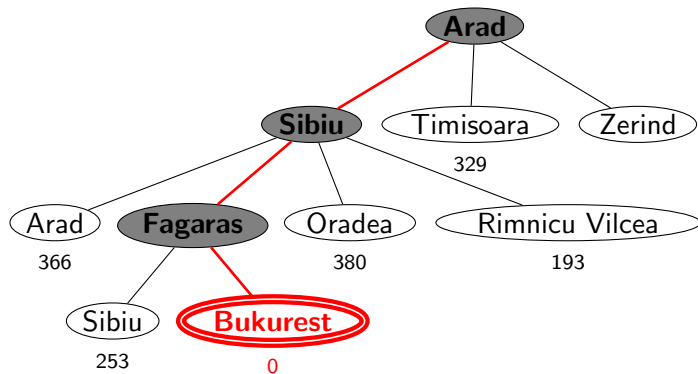 Arad
Sibiu Timisoara Zerind
329
Arad Fagaras Oradea Rimnicu Vilcea
366 380 193
Sibiu Bukurest
253 0